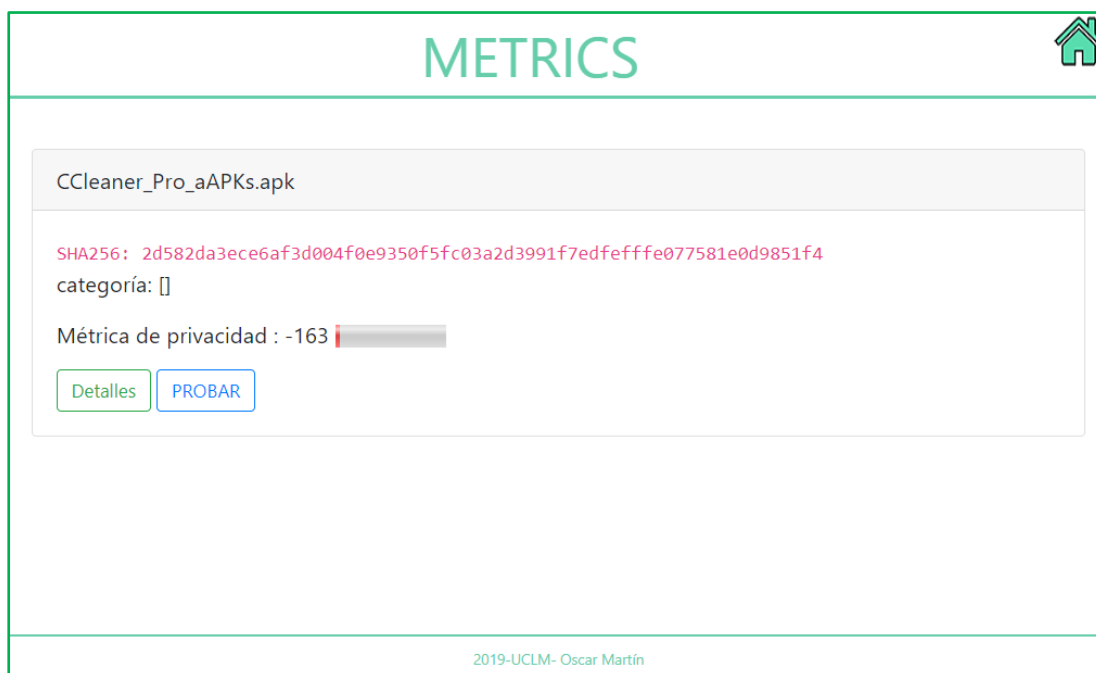 METRICS
CCleaner_Pro_aAPKs.apk
SHA256: 2d582da3ece6af3d004f0e9350f5fc03a2d3991f7edfefffe077581e0d9851f4
categoría: []
Métrica de privacidad : -163
Detalles PROBAR
2019-UCLM- Oscar Martín